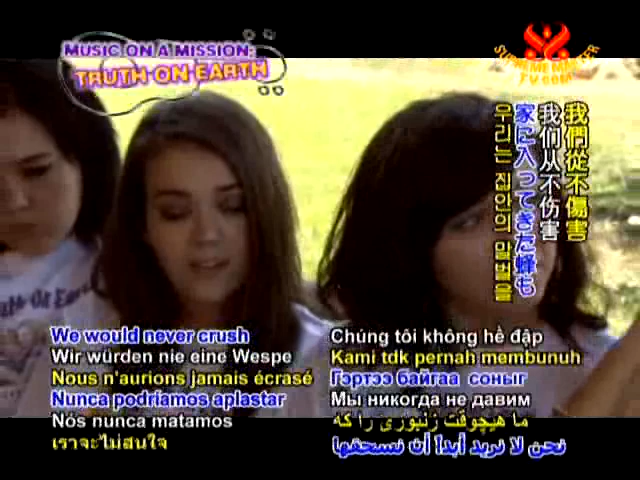 MUSIC ON A MISSION:
TRUTH ON EARTH
SUPREME MASTER
TV.COM
我們從不傷害
我们从不伤害
家に入ってきた蜂も
우리는 집안의 말벌을
We would never crush
Wir würden nie eine Wespe
Nous n'aurions jamais écrasé
Nunca podríamos aplastar
Nós nunca matamos
เราจะไม่สนใจ
Chúng tôi không hề đập
Kami tdk pernah membunuh
Гэртээ байгаа соныг
Мы никогда не давим
ما هیچوقت زنبوری را که
نحن لا نريد أبداً أن نسحقها